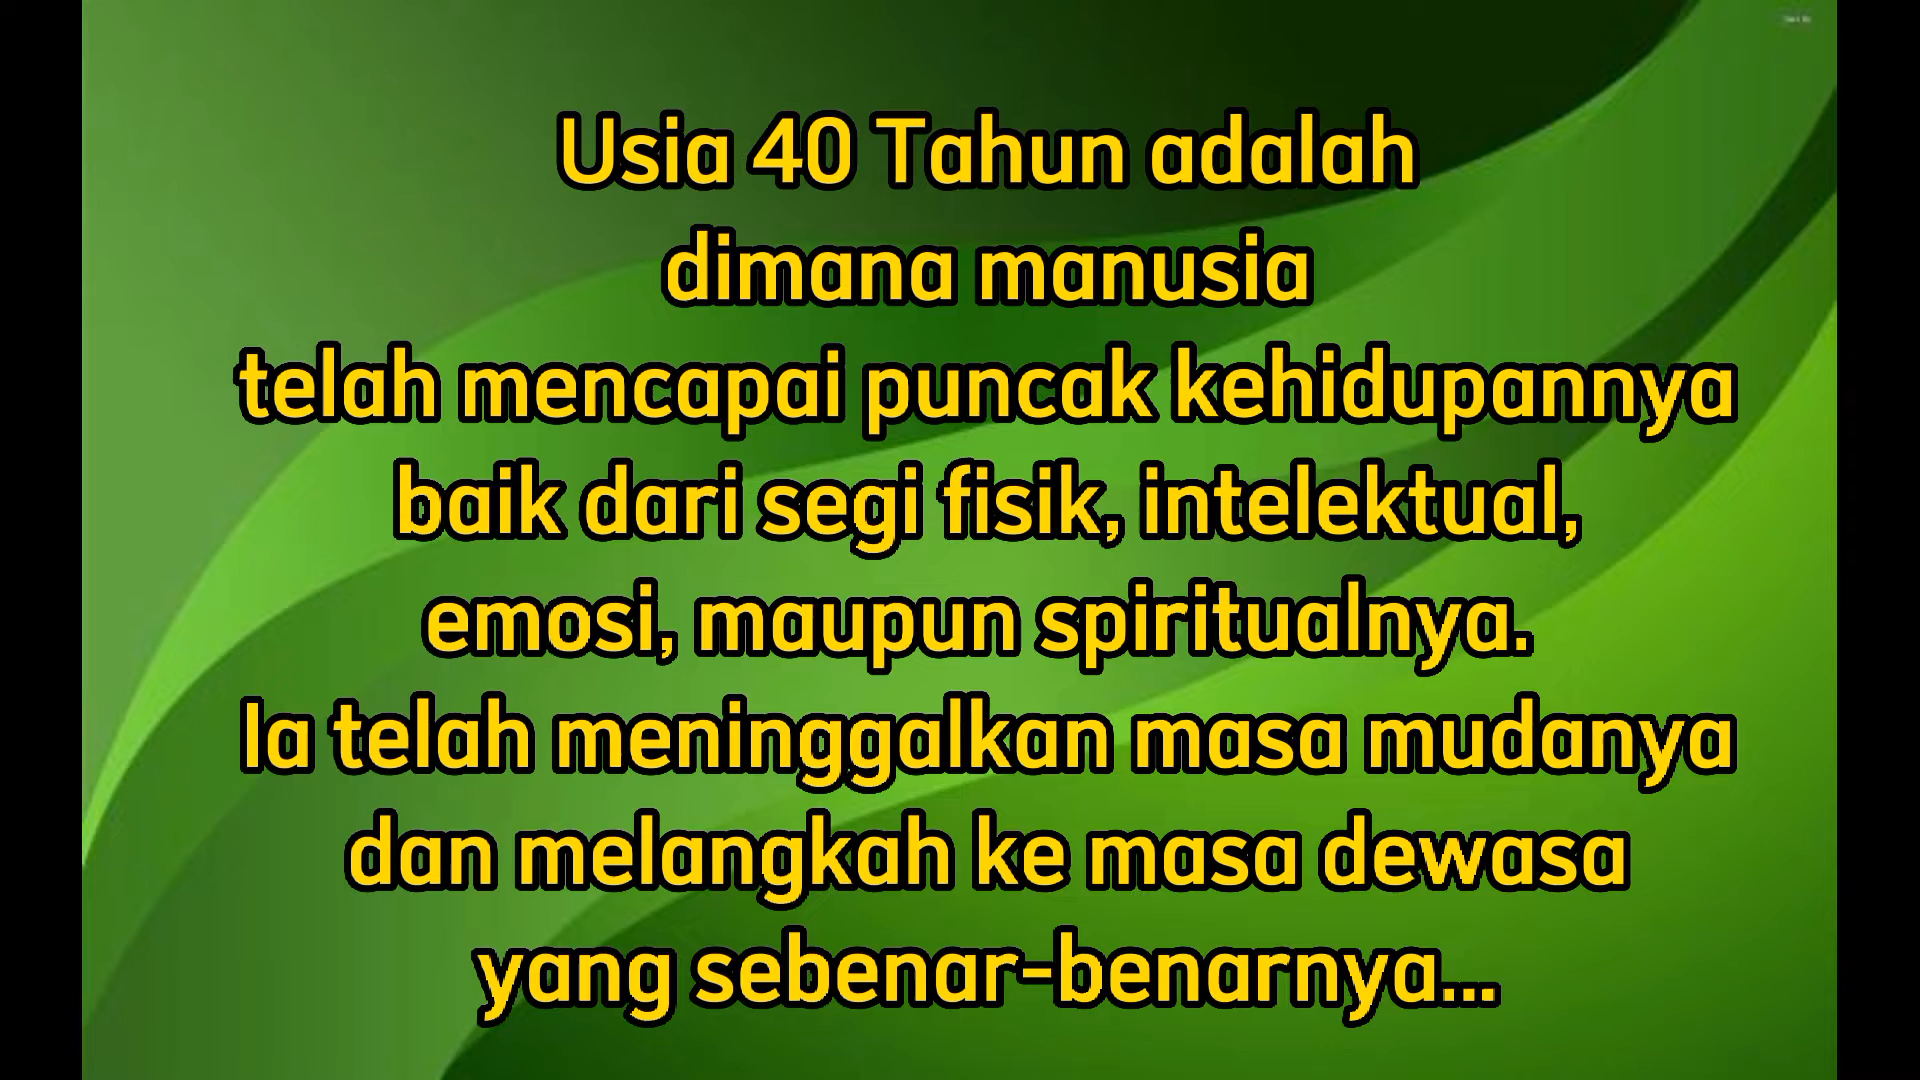 Usia 40 Tahun adalah
dimana manusia
telah mencapai puncak kehidupannya
baik dari segi fisik, intelektual,
emosi, maupun spiritualnya.
Ia telah meninggalkan masa mudanya
dan melangkah ke masa dewasa
yang sebenar-benarnya...